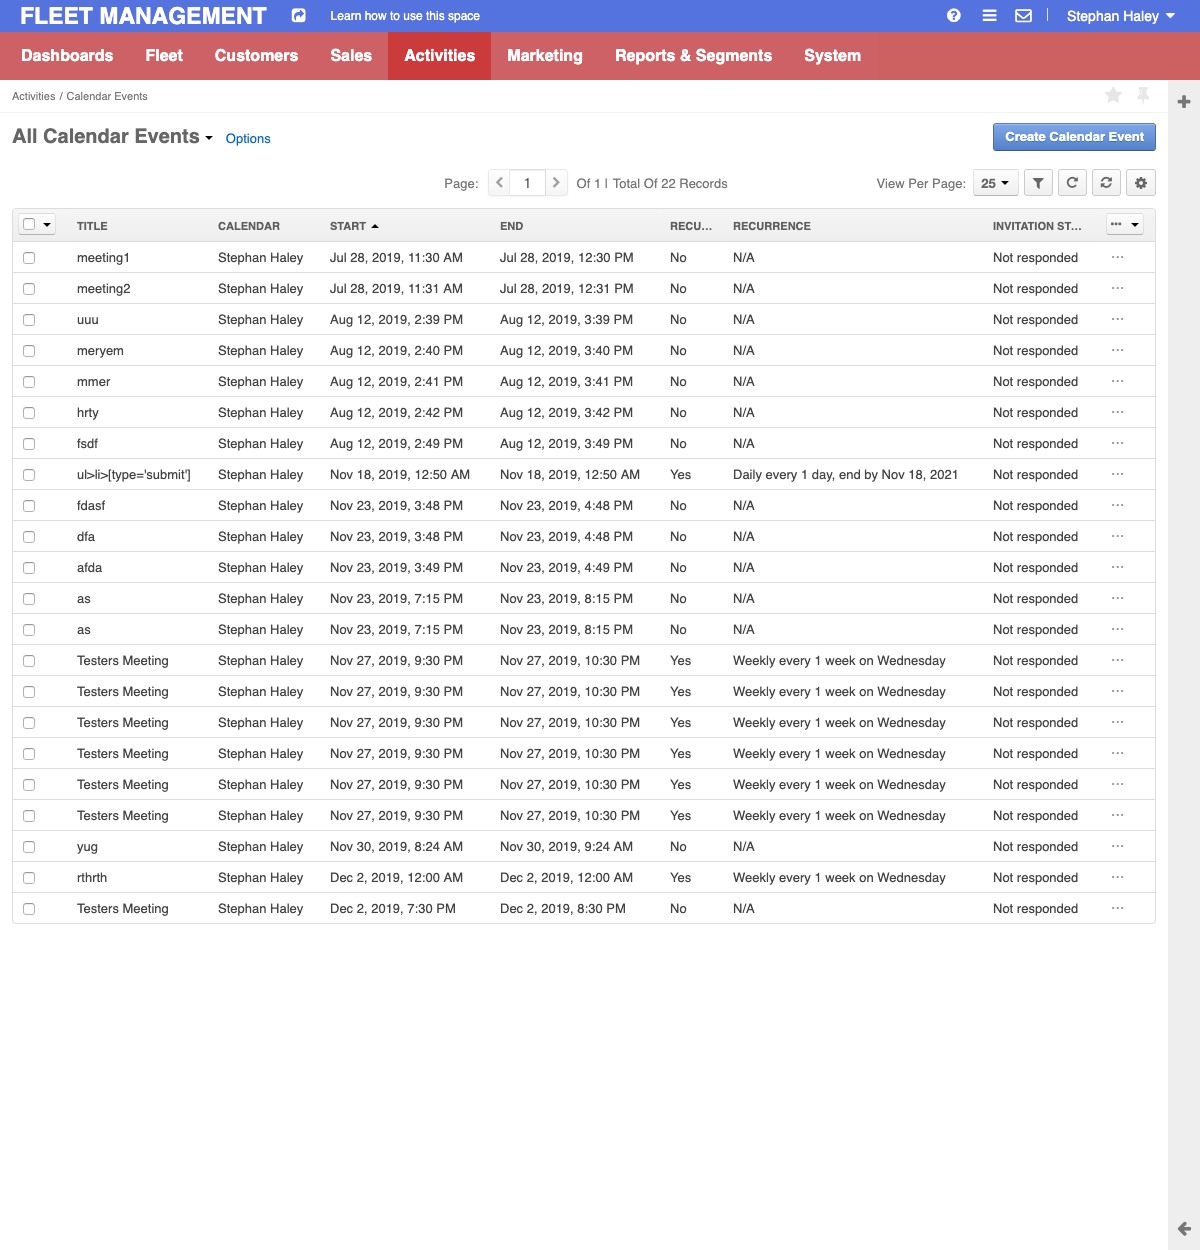 FLEET MANAGEMENT Learn how to use this space Stephan Haley
Dashboards Fleet Customers Sales Activities Marketing Reports & Segments System
Activities / Calendar Events
All Calendar Events Options Create Calendar Event
Page: 1 Of 1 | Total Of 22 Records View Per Page: 25
TITLE CALENDAR START END RECU... RECURRENCE INVITATION ST...
meeting1 Stephan Haley Jul 28, 2019, 11:30 AM Jul 28, 2019, 12:30 PM No N/A Not responded ...
meeting2 Stephan Haley Jul 28, 2019, 11:31 AM Jul 28, 2019, 12:31 PM No N/A Not responded ...
uuu Stephan Haley Aug 12, 2019, 2:39 PM Aug 12, 2019, 3:39 PM No N/A Not responded ...
meryem Stephan Haley Aug 12, 2019, 2:40 PM Aug 12, 2019, 3:40 PM No N/A Not responded ...
mmer Stephan Haley Aug 12, 2019, 2:41 PM Aug 12, 2019, 3:41 PM No N/A Not responded ...
hrty Stephan Haley Aug 12, 2019, 2:42 PM Aug 12, 2019, 3:42 PM No N/A Not responded ...
fsdf Stephan Haley Aug 12, 2019, 2:49 PM Aug 12, 2019, 3:49 PM No N/A Not responded ...
ul>li>[type='submit'] Stephan Haley Nov 18, 2019, 12:50 AM Nov 18, 2019, 12:50 AM Yes Daily every 1 day, end by Nov 18, 2021 Not responded ...
fdasf Stephan Haley Nov 23, 2019, 3:48 PM Nov 23, 2019, 4:48 PM No N/A Not responded ...
dfa Stephan Haley Nov 23, 2019, 3:48 PM Nov 23, 2019, 4:48 PM No N/A Not responded ...
afda Stephan Haley Nov 23, 2019, 3:49 PM Nov 23, 2019, 4:49 PM No N/A Not responded ...
as Stephan Haley Nov 23, 2019, 7:15 PM Nov 23, 2019, 8:15 PM No N/A Not responded ...
as Stephan Haley Nov 23, 2019, 7:15 PM Nov 23, 2019, 8:15 PM No N/A Not responded ...
Testers Meeting Stephan Haley Nov 27, 2019, 9:30 PM Nov 27, 2019, 10:30 PM Yes Weekly every 1 week on Wednesday Not responded ...
Testers Meeting Stephan Haley Nov 27, 2019, 9:30 PM Nov 27, 2019, 10:30 PM Yes Weekly every 1 week on Wednesday Not responded ...
Testers Meeting Stephan Haley Nov 27, 2019, 9:30 PM Nov 27, 2019, 10:30 PM Yes Weekly every 1 week on Wednesday Not responded ...
Testers Meeting Stephan Haley Nov 27, 2019, 9:30 PM Nov 27, 2019, 10:30 PM Yes Weekly every 1 week on Wednesday Not responded ...
Testers Meeting Stephan Haley Nov 27, 2019, 9:30 PM Nov 27, 2019, 10:30 PM Yes Weekly every 1 week on Wednesday Not responded ...
Testers Meeting Stephan Haley Nov 27, 2019, 9:30 PM Nov 27, 2019, 10:30 PM Yes Weekly every 1 week on Wednesday Not responded ...
yug Stephan Haley Nov 30, 2019, 8:24 AM Nov 30, 2019, 9:24 AM No N/A Not responded ...
rthrth Stephan Haley Dec 2, 2019, 12:00 AM Dec 2, 2019, 12:00 AM Yes Weekly every 1 week on Wednesday Not responded ...
Testers Meeting Stephan Haley Dec 2, 2019, 7:30 PM Dec 2, 2019, 8:30 PM No N/A Not responded ...